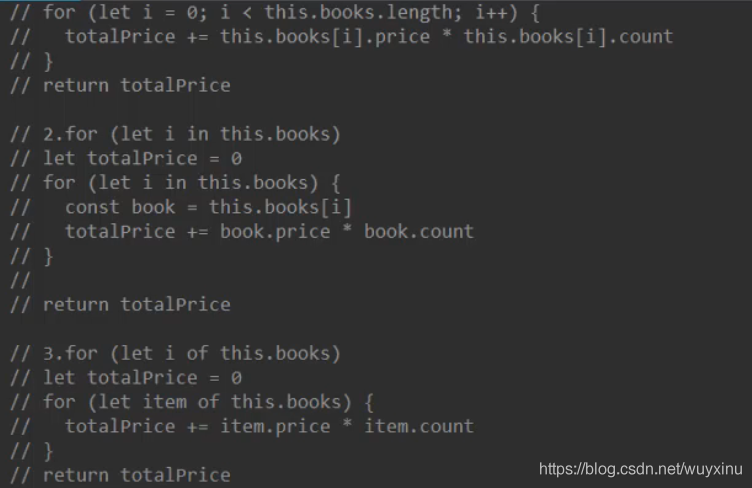 // for (let i = 0; i < this.books.length; i++) {
//   totalPrice += this.books[i].price * this.books[i].count
// }
// return totalPrice
// 2.for (let i in this.books)
// let totalPrice = 0
// for (let i in this.books) {
//   const book = this.books[i]
//   totalPrice += book.price * book.count
// }
//
// return totalPrice
// 3.for (let i of this.books)
// let totalPrice = 0
// for (let item of this.books) {
//   totalPrice += item.price * item.count
// }
// return totalPrice
https://blog.csdn.net/wuyxinu